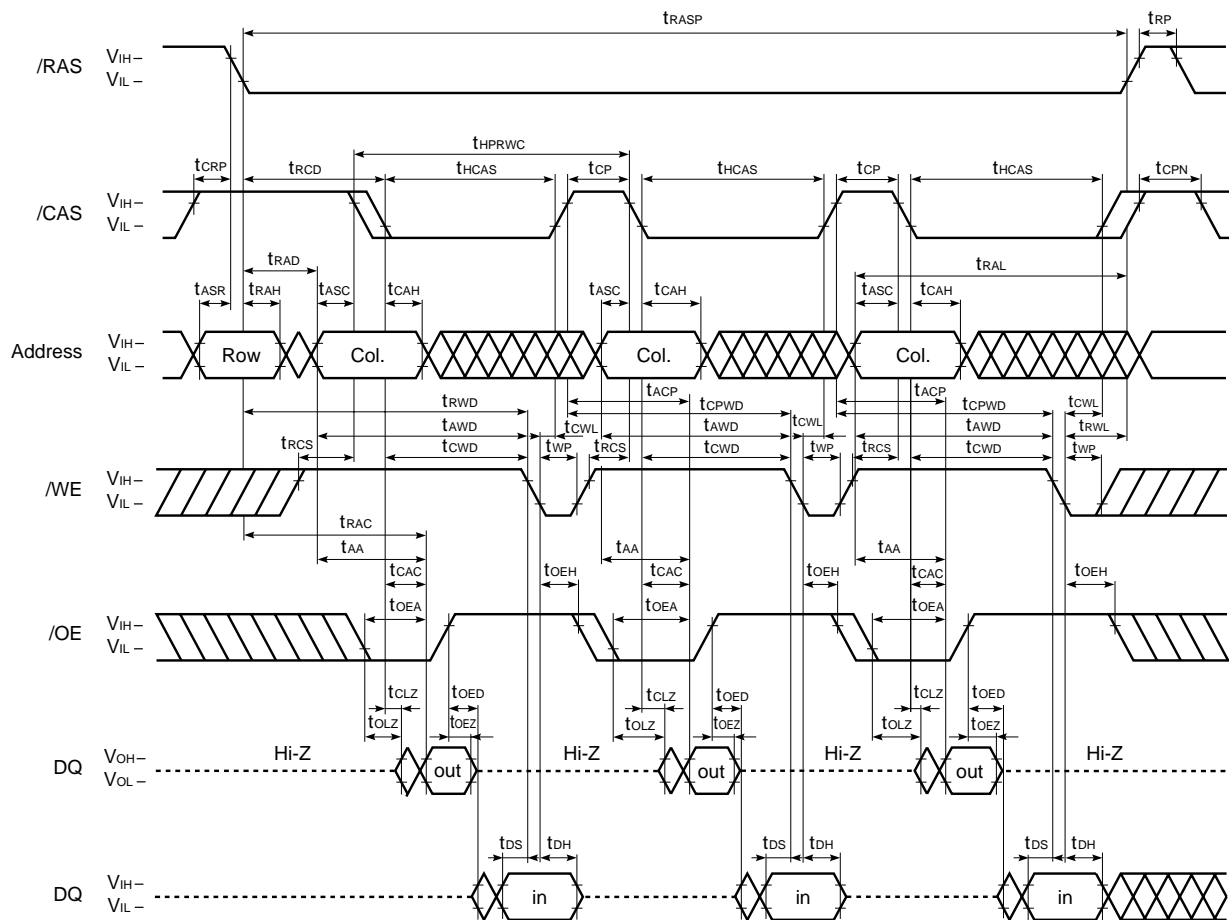 tRASP tRP
/RAS VIH –
VIL –
tHPRWC
tCRP tRCD tHCAS tCP tHCAS tCP tHCAS tCPN
/CAS VIH –
VIL –
tRAD tRAL
tASR tRAH tASC tCAH tASC tCAH tASC tCAH
Address VIH – Row Col. Col. Col.
VIL –
tACP tACP
tRWD tCPWD tCPWD tCWL
tAWD tCWL tAWD tCWL tAWD tRWL
tRCS tCWD tWP tRCS tCWD tWP tRCS tCWD tWP
/WE VIH –
VIL –
tRAC
tAA tAA tAA
tCAC tOEH tCAC tOEH tCAC tOEH
tOEA tOEA tOEA
/OE VIH –
VIL –
tCLZ tOED tCLZ tOED tCLZ tOED
tOLZ tOEZ tOLZ tOEZ tOLZ tOEZ
DQ VOH – Hi-Z out Hi-Z out Hi-Z out Hi-Z
VOL –
tDS tDH tDS tDH tDS tDH
DQ VIH – in in in
VIL –